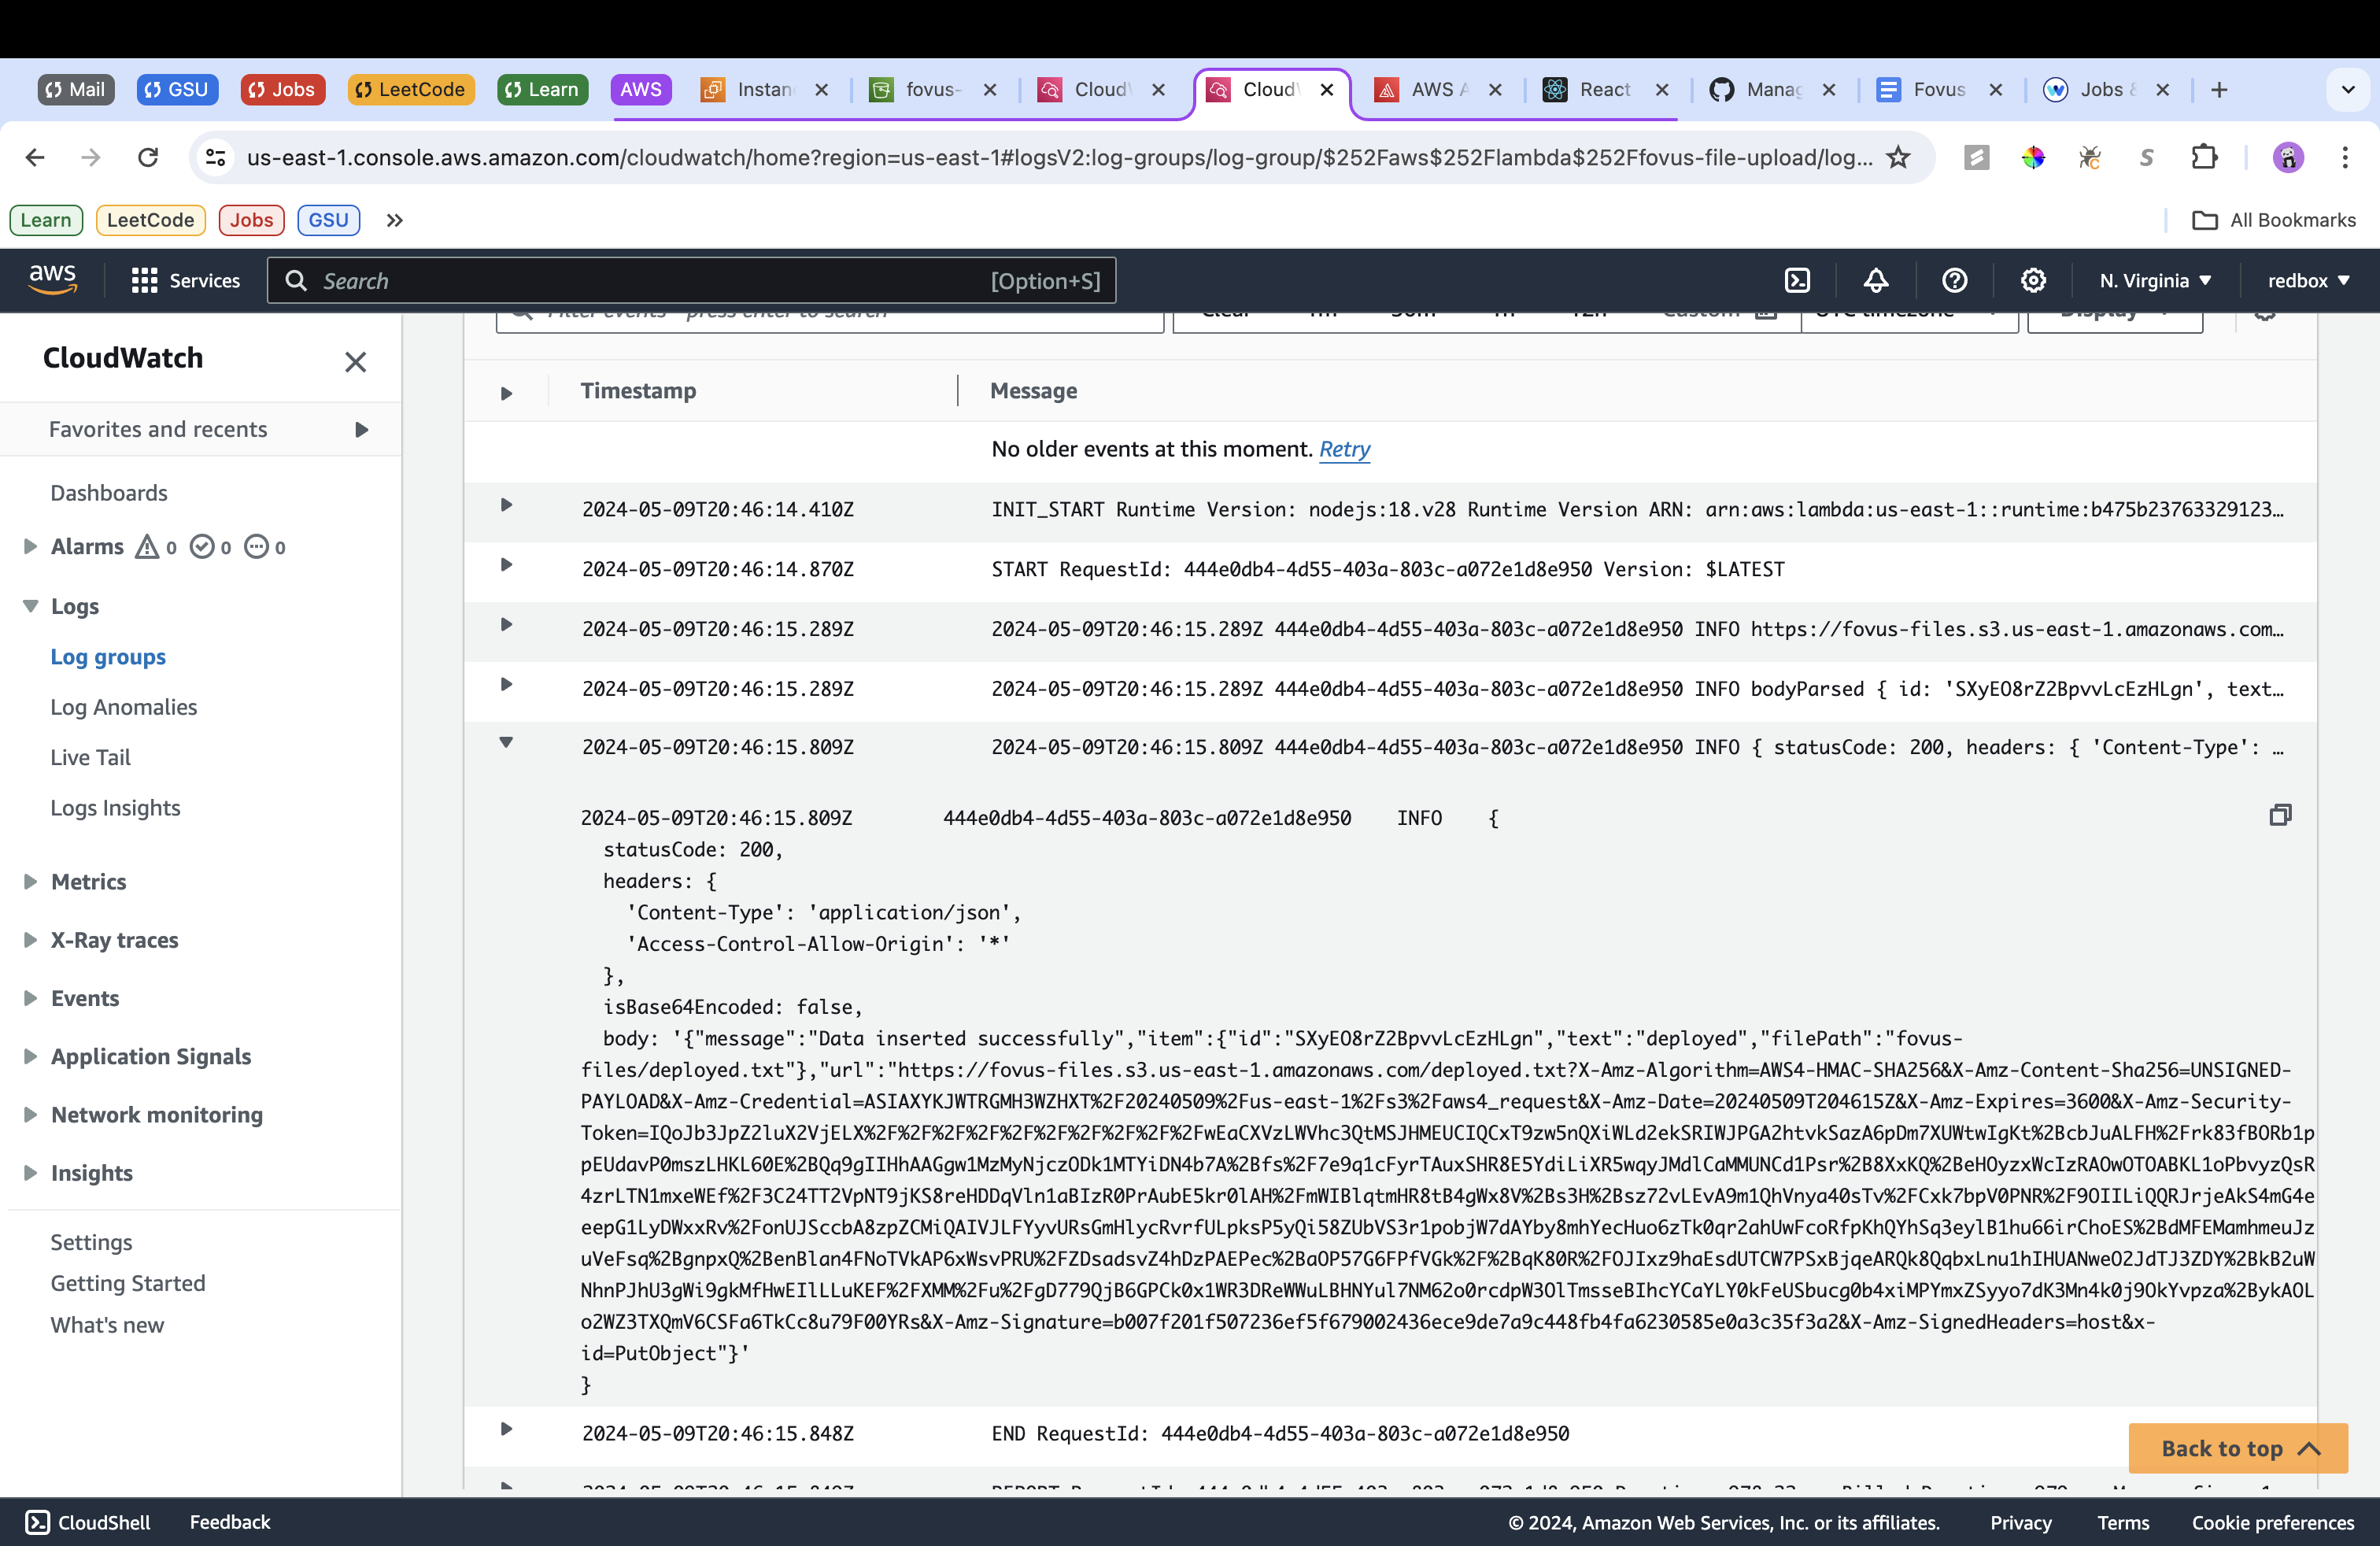 Mail GSU Jobs LeetCode Learn AWS Instan fovus- Cloud Cloud AWS A React Manag Fovus Jobs &
us-east-1.console.aws.amazon.com/cloudwatch/home?region=us-east-1#logsV2:log-groups/log-group/$252Faws$252Flambda$252Ffovus-file-upload/log...
Learn LeetCode Jobs GSU » All Bookmarks
aws Services Search [Option+S] N. Virginia redbox
CloudWatch
Favorites and recents
Dashboards
Alarms 0 0 0
Logs
Log groups
Log Anomalies
Live Tail
Logs Insights
Metrics
X-Ray traces
Events
Application Signals
Network monitoring
Insights
Settings
Getting Started
What's new
Timestamp Message
No older events at this moment. Retry
2024-05-09T20:46:14.410Z INIT_START Runtime Version: nodejs:18.v28 Runtime Version ARN: arn:aws:lambda:us-east-1::runtime:b475b23763329123…
2024-05-09T20:46:14.870Z START RequestId: 444e0db4-4d55-403a-803c-a072e1d8e950 Version: $LATEST
2024-05-09T20:46:15.289Z 2024-05-09T20:46:15.289Z 444e0db4-4d55-403a-803c-a072e1d8e950 INFO https://fovus-files.s3.us-east-1.amazonaws.com…
2024-05-09T20:46:15.289Z 2024-05-09T20:46:15.289Z 444e0db4-4d55-403a-803c-a072e1d8e950 INFO bodyParsed { id: 'SXyEO8rZ2BpvvLcEzHLgn', text…
2024-05-09T20:46:15.809Z 2024-05-09T20:46:15.809Z 444e0db4-4d55-403a-803c-a072e1d8e950 INFO { statusCode: 200, headers: { 'Content-Type': …
2024-05-09T20:46:15.809Z 444e0db4-4d55-403a-803c-a072e1d8e950 INFO {
statusCode: 200,
headers: {
'Content-Type': 'application/json',
'Access-Control-Allow-Origin': '*'
},
isBase64Encoded: false,
body: '{"message":"Data inserted successfully","item":{"id":"SXyEO8rZ2BpvvLcEzHLgn","text":"deployed","filePath":"fovus-
files/deployed.txt"},"url":"https://fovus-files.s3.us-east-1.amazonaws.com/deployed.txt?X-Amz-Algorithm=AWS4-HMAC-SHA256&X-Amz-Content-Sha256=UNSIGNED-
PAYLOAD&X-Amz-Credential=ASIAXYKJWTRGMH3WZHXT%2F20240509%2Fus-east-1%2Fs3%2Faws4_request&X-Amz-Date=20240509T204615Z&X-Amz-Expires=3600&X-Amz-Security-
Token=IQoJb3JpZ2luX2VjELX%2F%2F%2F%2F%2F%2F%2F%2F%2F%2FwEaCXVzLWVhc3QtMSJHMEUCIQCxT9zw5nQXiWLd2ekSRIWJPGA2htvkSazA6pDm7XUWtwIgKt%2BcbJuALFH%2Frk83fBORb1p
pEUdavP0mszLHKL60E%2BQq9gIIHhAAGgw1MzMyNjczODk1MTYiDN4b7A%2Bfs%2F7e9q1cFyrTAuxSHR8E5YdiLiXR5wqyJMdlCaMMUNCd1Psr%2B8XxKQ%2BeHOyzxWcIzRAOwOTOABKL1oPbvyzQsR
4zrLTN1mxeWEf%2F3C24TT2VpNT9jKS8reHDDqVln1aBIzR0PrAubE5kr0lAH%2FmWIBlqtmHR8tB4gWx8V%2Bs3H%2Bsz72vLEvA9m1QhVnya40sTv%2FCxk7bpV0PNR%2F9OIILiQQRJrjeAkS4mG4e
eepG1LyDWxxRv%2FonUJSccbA8zpZCMiQAIVJLFYyvURsGmHlycRvrfULpksP5yQi58ZUbVS3r1pobjW7dAYby8mhYecHuo6zTk0qr2ahUwFcoRfpKhQYhSq3eylB1hu66irChoES%2BdMFEMamhmeuJz
uVeFsq%2BgnpxQ%2BenBlan4FNoTVkAP6xWsvPRU%2FZDsadsvZ4hDzPAEPec%2BaOP57G6FPfVGk%2F%2BqK80R%2FOJIxz9haEsdUTCW7PSxBjqeARQk8QqbxLnu1hIHUANweO2JdTJ3ZDY%2BkB2uW
NhnPJhU3gWi9gkMfHwEIlLLuKEF%2FXMM%2Fu%2FgD779QjB6GPCk0x1WR3DReWWuLBHNYul7NM62o0rcdpW3OlTmsseBIhcYCaYLY0kFeUSbucg0b4xiMPYmxZSyyo7dK3Mn4k0j9OkYvpza%2BykAOL
o2WZ3TXQmV6CSFa6TkCc8u79F00YRs&X-Amz-Signature=b007f201f507236ef5f679002436ece9de7a9c448fb4fa6230585e0a3c35f3a2&X-Amz-SignedHeaders=host&x-
id=PutObject"}'
}
2024-05-09T20:46:15.848Z END RequestId: 444e0db4-4d55-403a-803c-a072e1d8e950
Back to top
CloudShell Feedback © 2024, Amazon Web Services, Inc. or its affiliates. Privacy Terms Cookie preferences